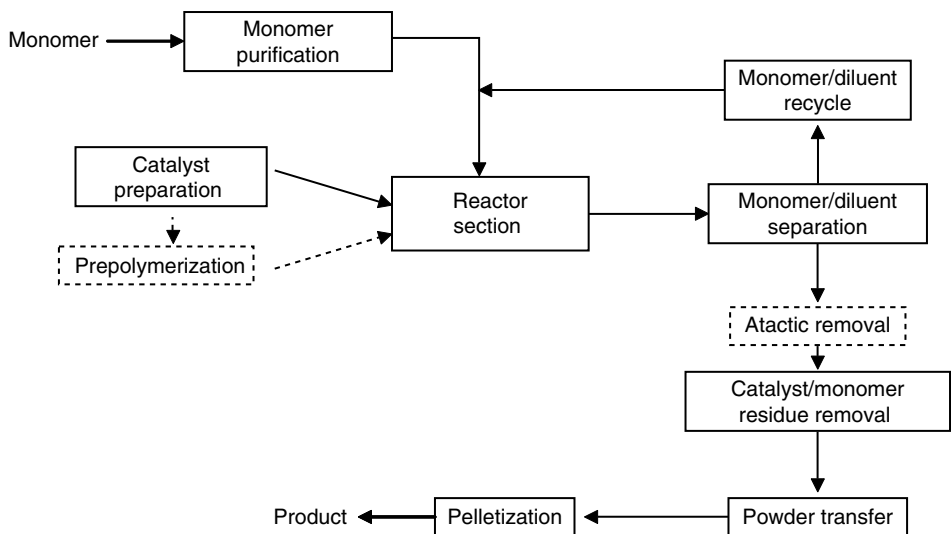 Monomer
Monomer
purification
Monomer/diluent
recycle
Catalyst
preparation
Reactor
section
Monomer/diluent
separation
Prepolymerization
Atactic removal
Catalyst/monomer
residue removal
Product
Pelletization
Powder transfer